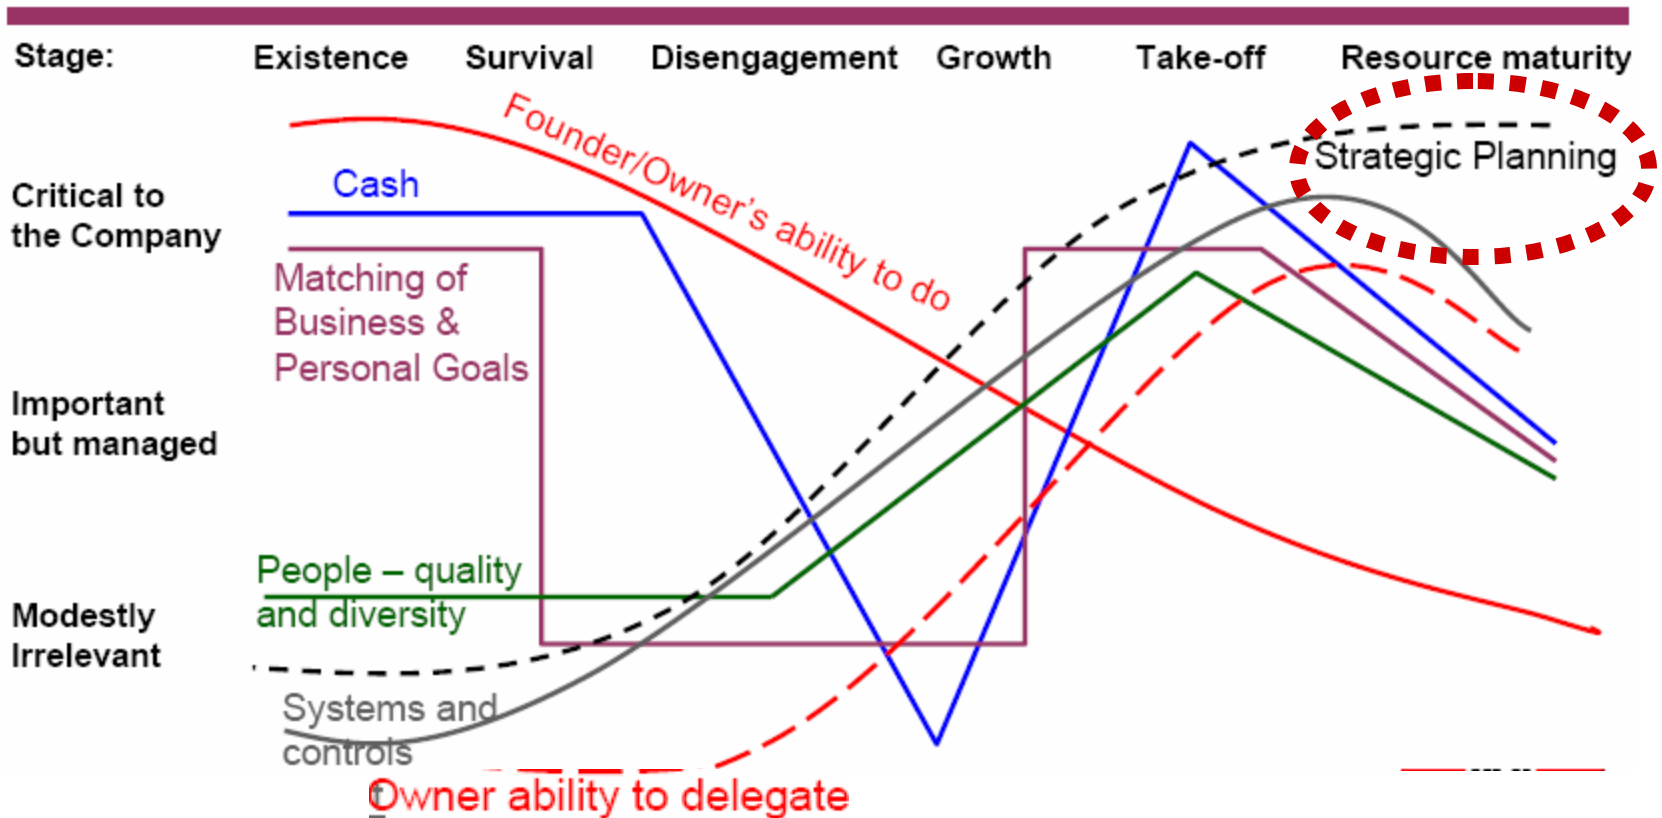 Stage: Existence Survival Disengagement Growth Take-off Resource maturity
Founder/Owner's ability to do
Strategic Planning
Cash
Critical to
the Company
Matching of
Business &
Personal Goals
Important
but managed
People – quality
and diversity
Modestly
Irrelevant
Systems and
controls
Owner ability to delegate